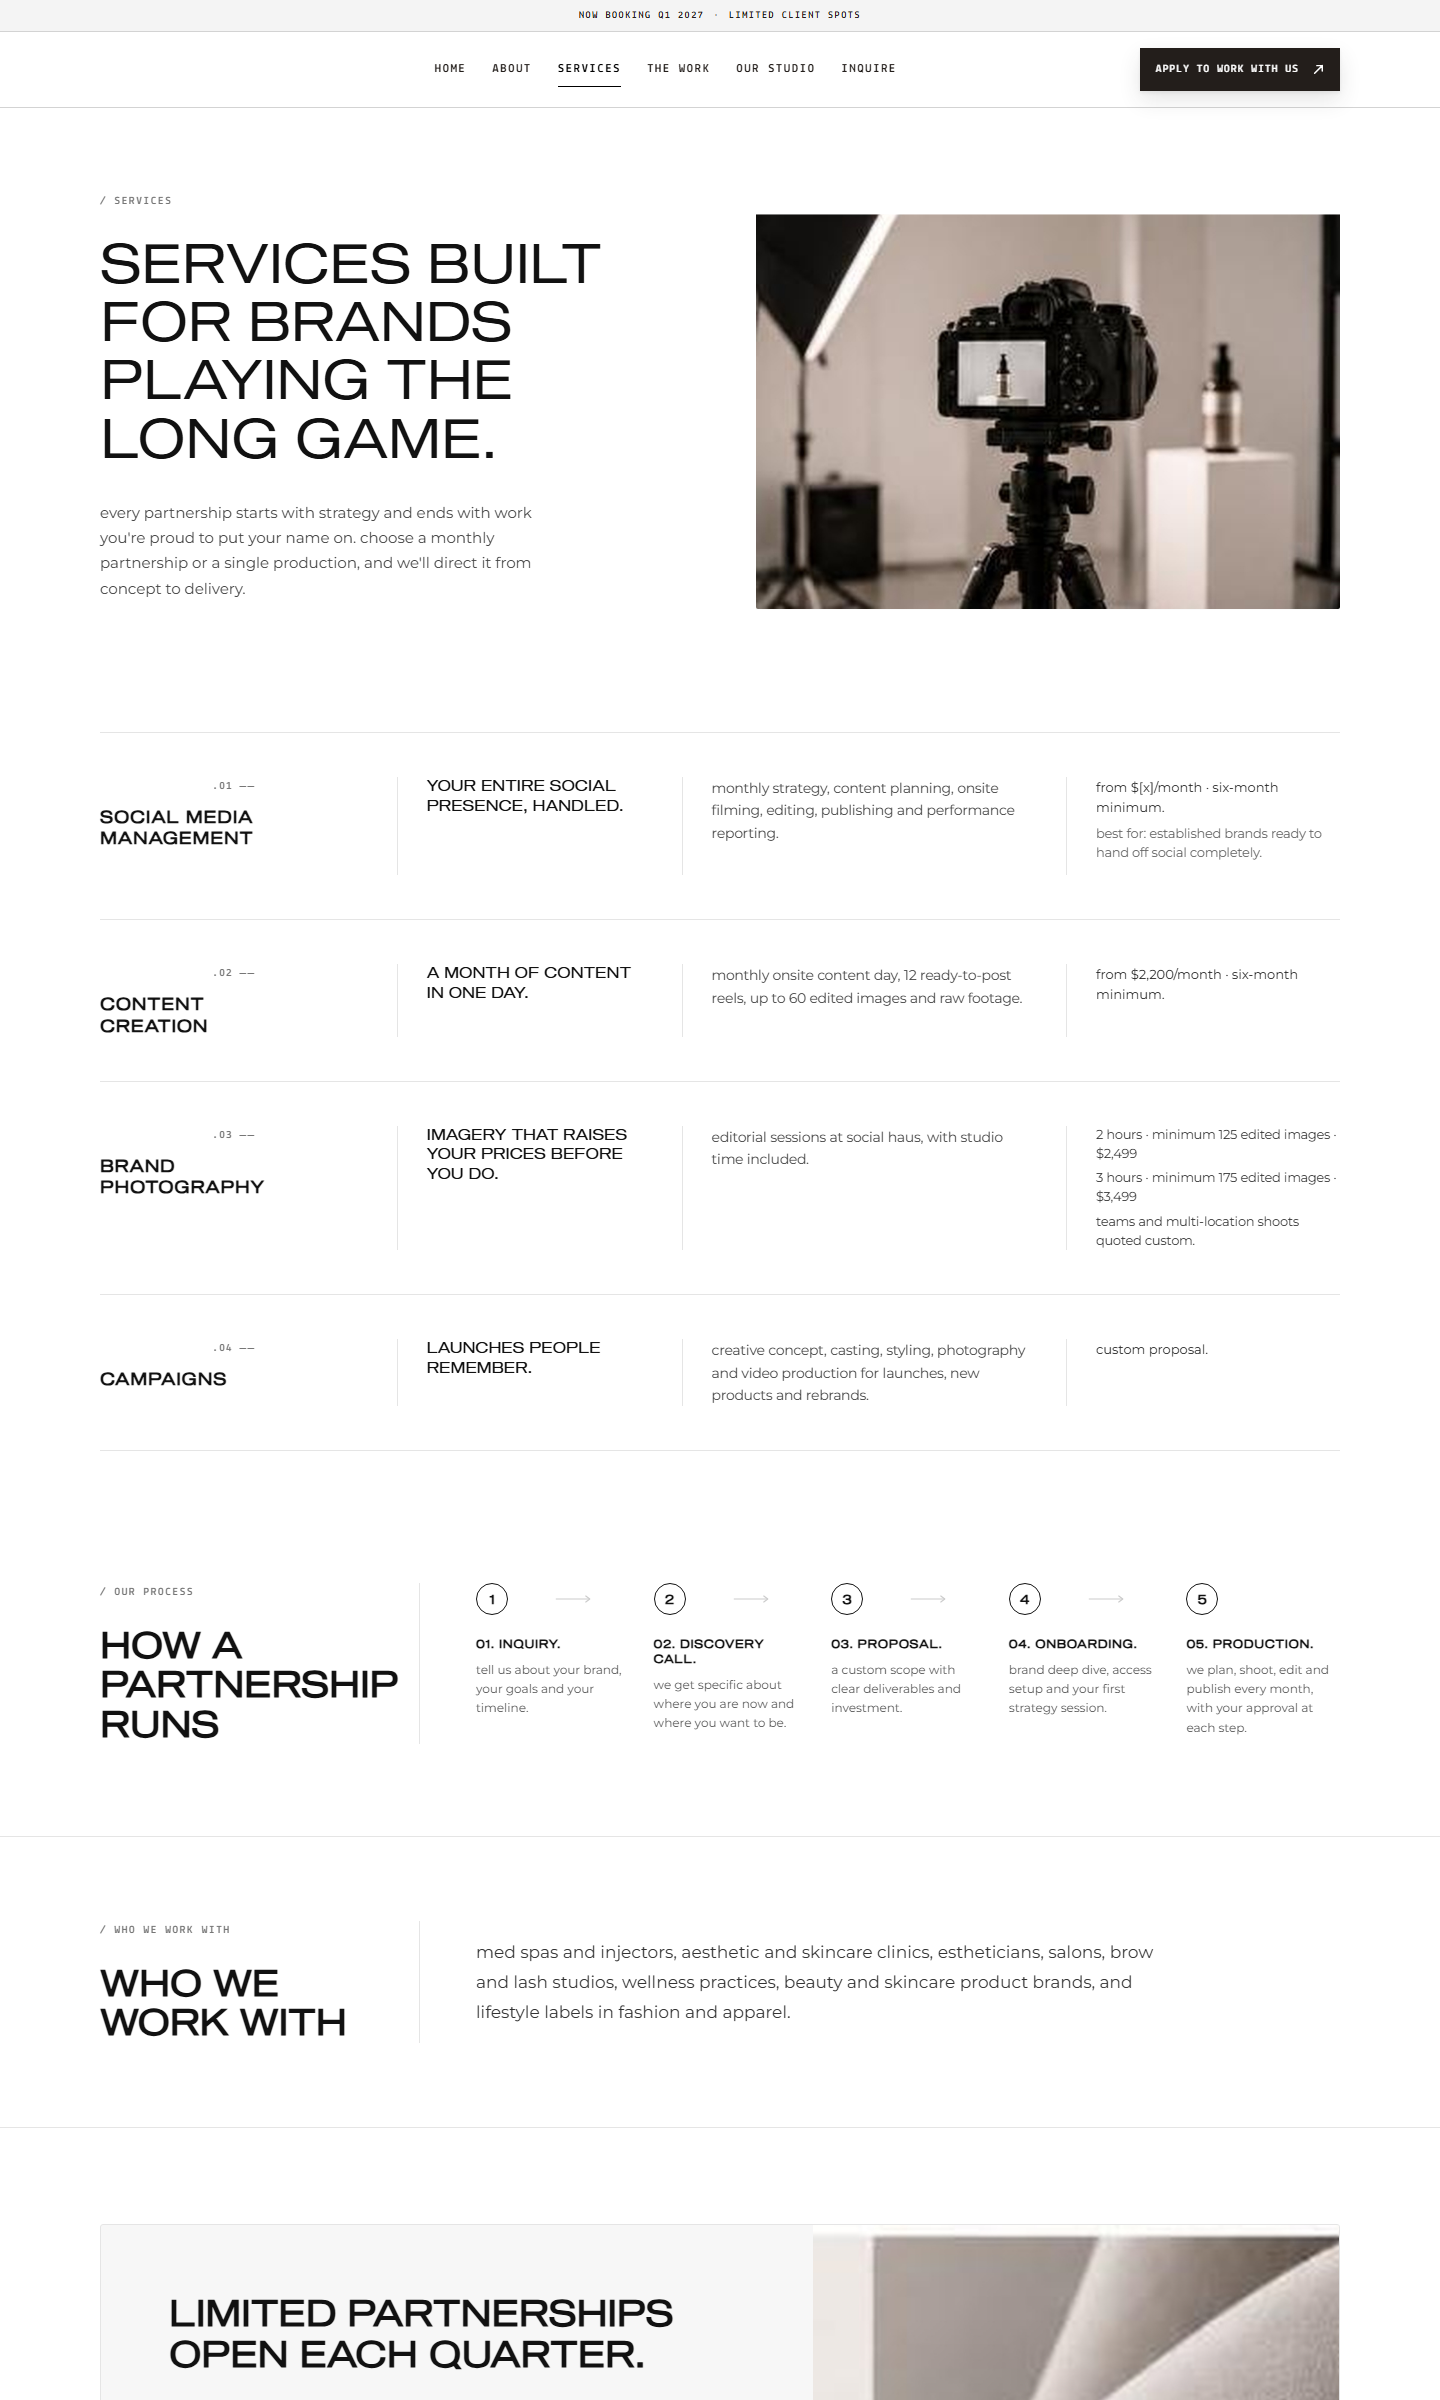 NOW BOOKING Q1 2027 · LIMITED CLIENT SPOTS
HOME ABOUT SERVICES THE WORK OUR STUDIO INQUIRE
APPLY TO WORK WITH US
/ SERVICES
SERVICES BUILT
FOR BRANDS
PLAYING THE
LONG GAME.
every partnership starts with strategy and ends with work
you're proud to put your name on. choose a monthly
partnership or a single production, and we'll direct it from
concept to delivery.
.01 ——
SOCIAL MEDIA
MANAGEMENT
YOUR ENTIRE SOCIAL
PRESENCE, HANDLED.
monthly strategy, content planning, onsite
filming, editing, publishing and performance
reporting.
from $[x]/month · six-month
minimum.
best for: established brands ready to
hand off social completely.
.02 ——
CONTENT
CREATION
A MONTH OF CONTENT
IN ONE DAY.
monthly onsite content day, 12 ready-to-post
reels, up to 60 edited images and raw footage.
from $2,200/month · six-month
minimum.
.03 ——
BRAND
PHOTOGRAPHY
IMAGERY THAT RAISES
YOUR PRICES BEFORE
YOU DO.
editorial sessions at social haus, with studio
time included.
2 hours · minimum 125 edited images ·
$2,499
3 hours · minimum 175 edited images ·
$3,499
teams and multi-location shoots
quoted custom.
.04 ——
CAMPAIGNS
LAUNCHES PEOPLE
REMEMBER.
creative concept, casting, styling, photography
and video production for launches, new
products and rebrands.
custom proposal.
/ OUR PROCESS
HOW A
PARTNERSHIP
RUNS
1
01. INQUIRY.
tell us about your brand,
your goals and your
timeline.
2
02. DISCOVERY
CALL.
we get specific about
where you are now and
where you want to be.
3
03. PROPOSAL.
a custom scope with
clear deliverables and
investment.
4
04. ONBOARDING.
brand deep dive, access
setup and your first
strategy session.
5
05. PRODUCTION.
we plan, shoot, edit and
publish every month,
with your approval at
each step.
/ WHO WE WORK WITH
WHO WE
WORK WITH
med spas and injectors, aesthetic and skincare clinics, estheticians, salons, brow
and lash studios, wellness practices, beauty and skincare product brands, and
lifestyle labels in fashion and apparel.
LIMITED PARTNERSHIPS
OPEN EACH QUARTER.